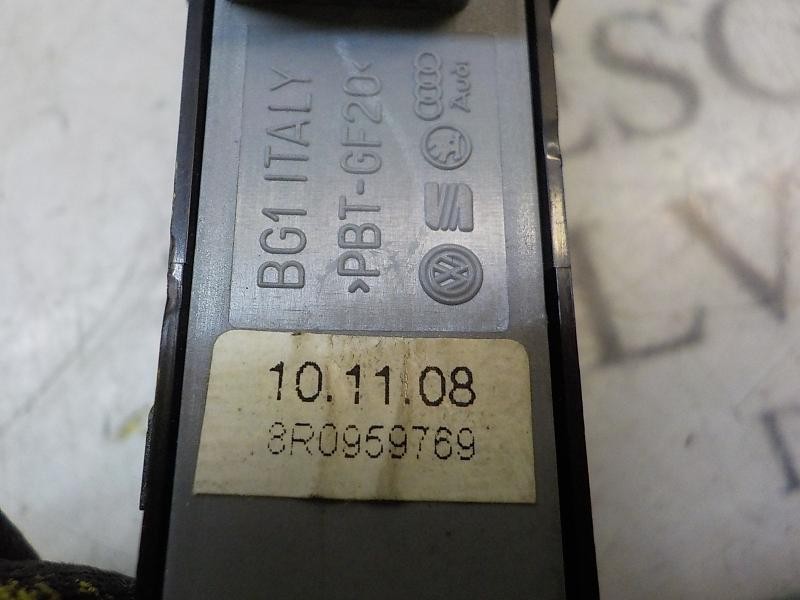 BG1 ITALY
>PBT-GF20<
Audi
10.11.08
8R0959769